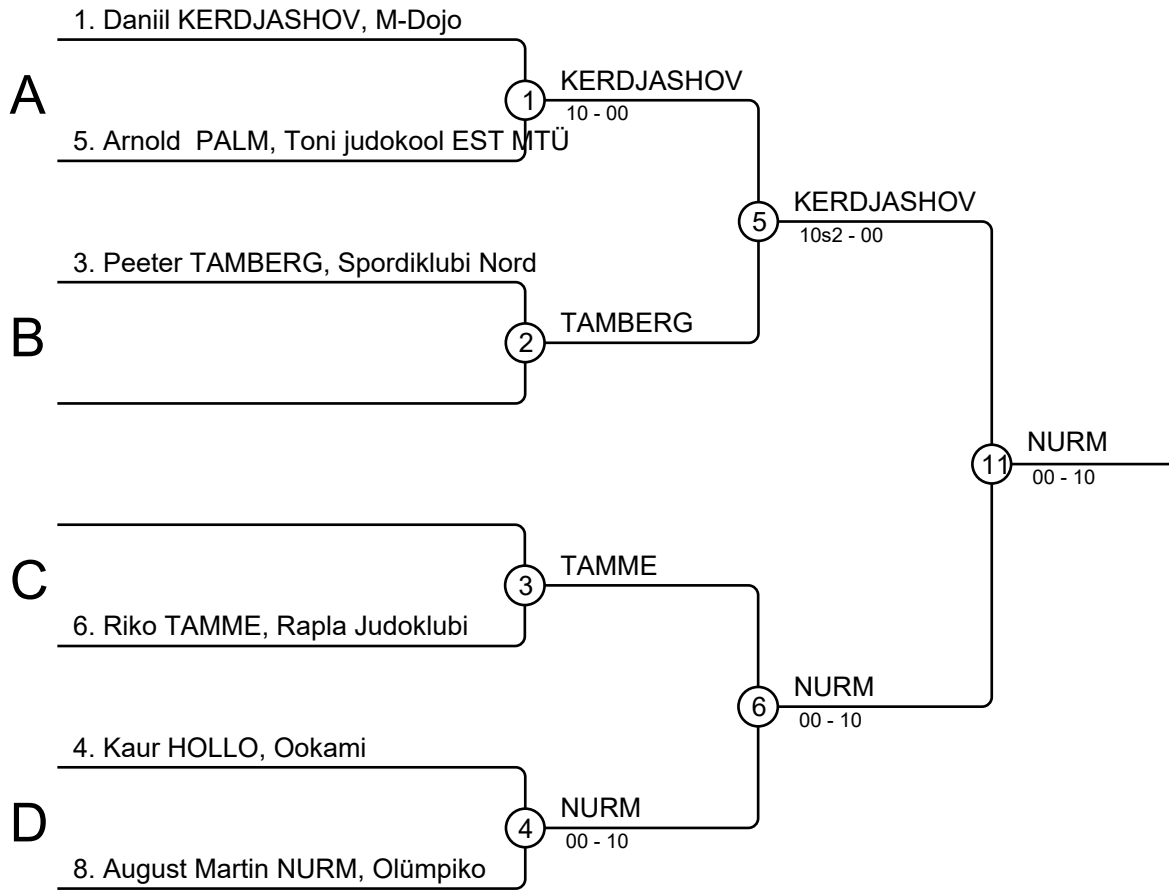 1. Daniil KERDJASHOV, M-Dojo
A
1
KERDJASHOV
10 - 00
5. Arnold  PALM, Toni judokool EST MTÜ
5
KERDJASHOV
10s2 - 00
3. Peeter TAMBERG, Spordiklubi Nord
B
2
TAMBERG
11
NURM
00 - 10
C
3
TAMME
6. Riko TAMME, Rapla Judoklubi
6
NURM
00 - 10
4. Kaur HOLLO, Ookami
D
4
NURM
00 - 10
8. August Martin NURM, Olümpiko